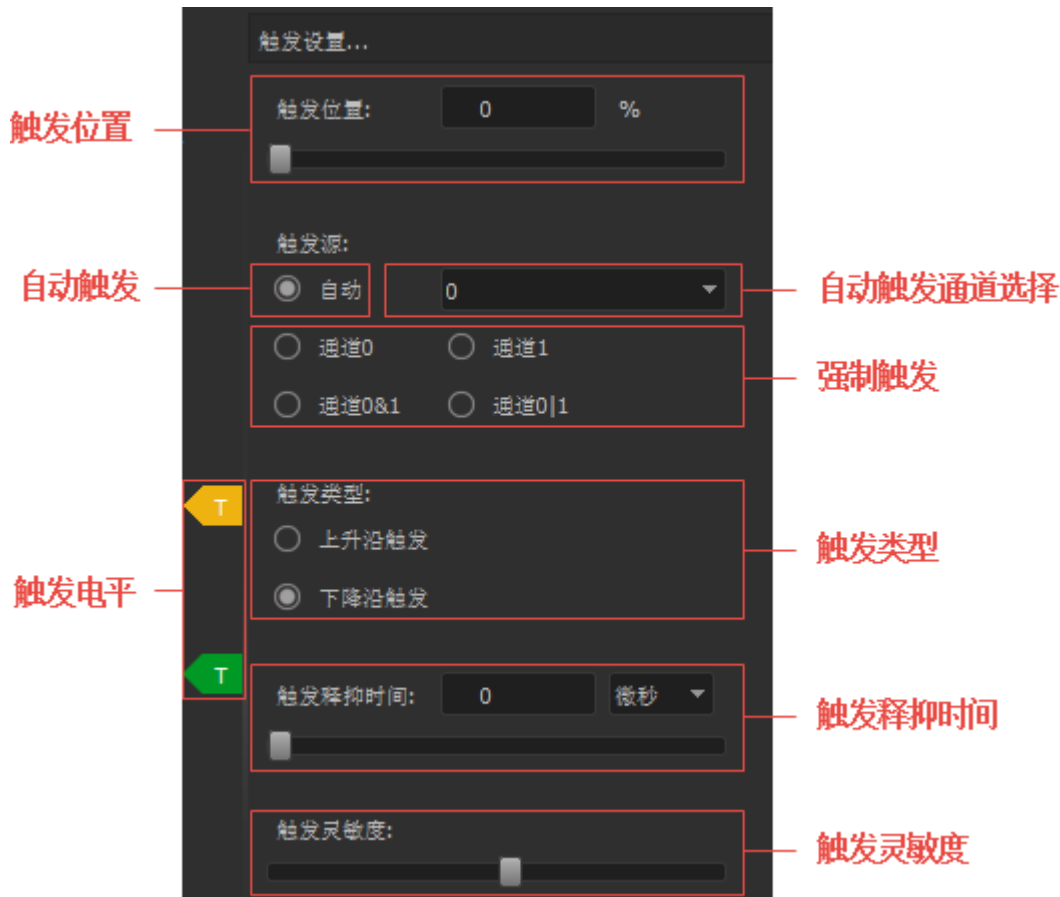 触发设置...
触发位置
触发位置: 0 %
触发源:
自动触发
自动 0
自动触发通道选择
通道0 通道1
强制触发
通道0&1 通道0|1
T
触发类型:
上升沿触发
触发类型
触发电平
下降沿触发
T
触发释抑时间: 0 微秒
触发释抑时间
触发灵敏度:
触发灵敏度